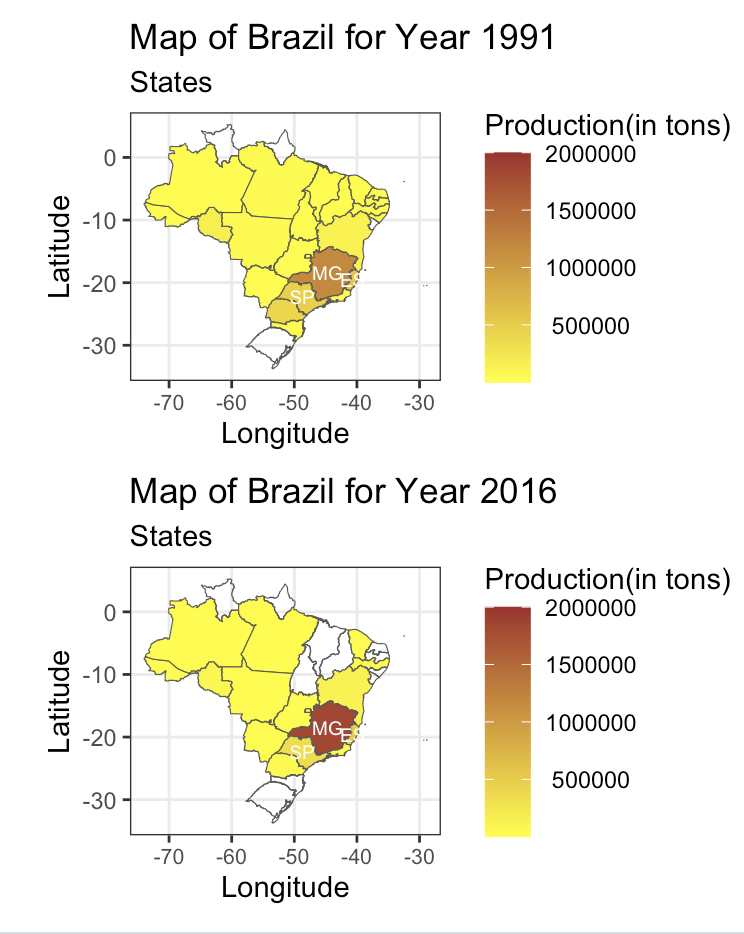 Map of Brazil for Year 1991
States
Production(in tons)
2000000
1500000
1000000
500000
0
-10
-20
-30
Latitude
MG
ES
SP
-70 -60 -50 -40 -30
Longitude
Map of Brazil for Year 2016
States
Production(in tons)
2000000
1500000
1000000
500000
0
-10
-20
-30
Latitude
MG
ES
SP
-70 -60 -50 -40 -30
Longitude